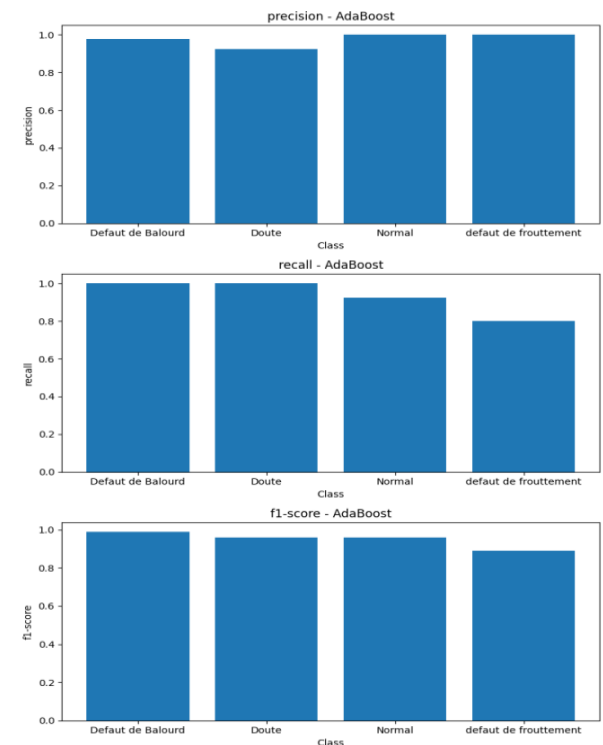 precision - AdaBoost
1.0
0.8
0.6
0.4
0.2
0.0
precision
Defaut de Balourd Doute Normal defaut de frouttement
Class
recall - AdaBoost
1.0
0.8
0.6
0.4
0.2
0.0
recall
Defaut de Balourd Doute Normal defaut de frouttement
Class
f1-score - AdaBoost
1.0
0.8
0.6
0.4
0.2
0.0
f1-score
Defaut de Balourd Doute Normal defaut de frouttement
Class